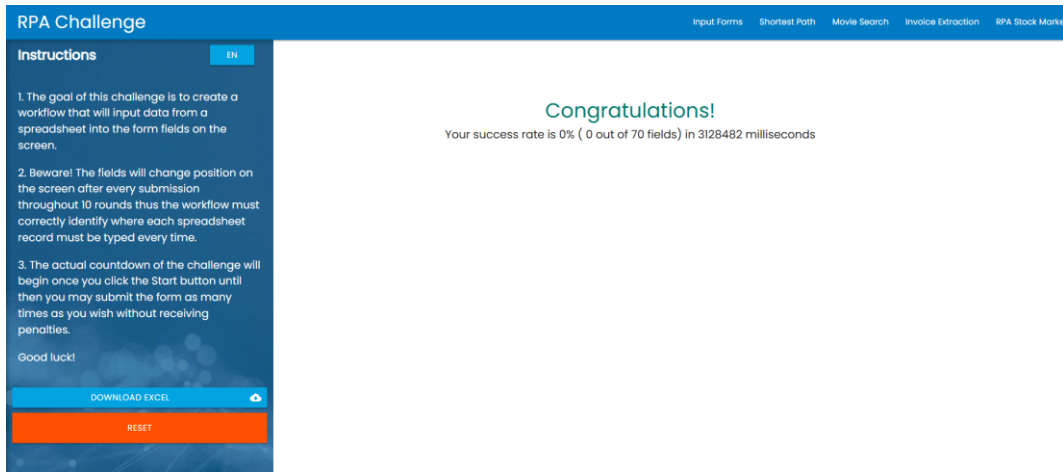 RPA Challenge
Input Forms
Shortest Path
Movie Search
Invoice Extraction
RPA Stock Marke
Instructions
EN
1. The goal of this challenge is to create a
workflow that will input data from a
spreadsheet into the form fields on the
screen.
2. Beware! The fields will change position on
the screen after every submission
throughout 10 rounds thus the workflow must
correctly identify where each spreadsheet
record must be typed every time.
3. The actual countdown of the challenge will
begin once you click the Start button until
then you may submit the form as many
times as you wish without receiving
penalties.
Good luck!
DOWNLOAD EXCEL
RESET
Congratulations!
Your success rate is 0% ( 0 out of 70 fields) in 3128482 milliseconds